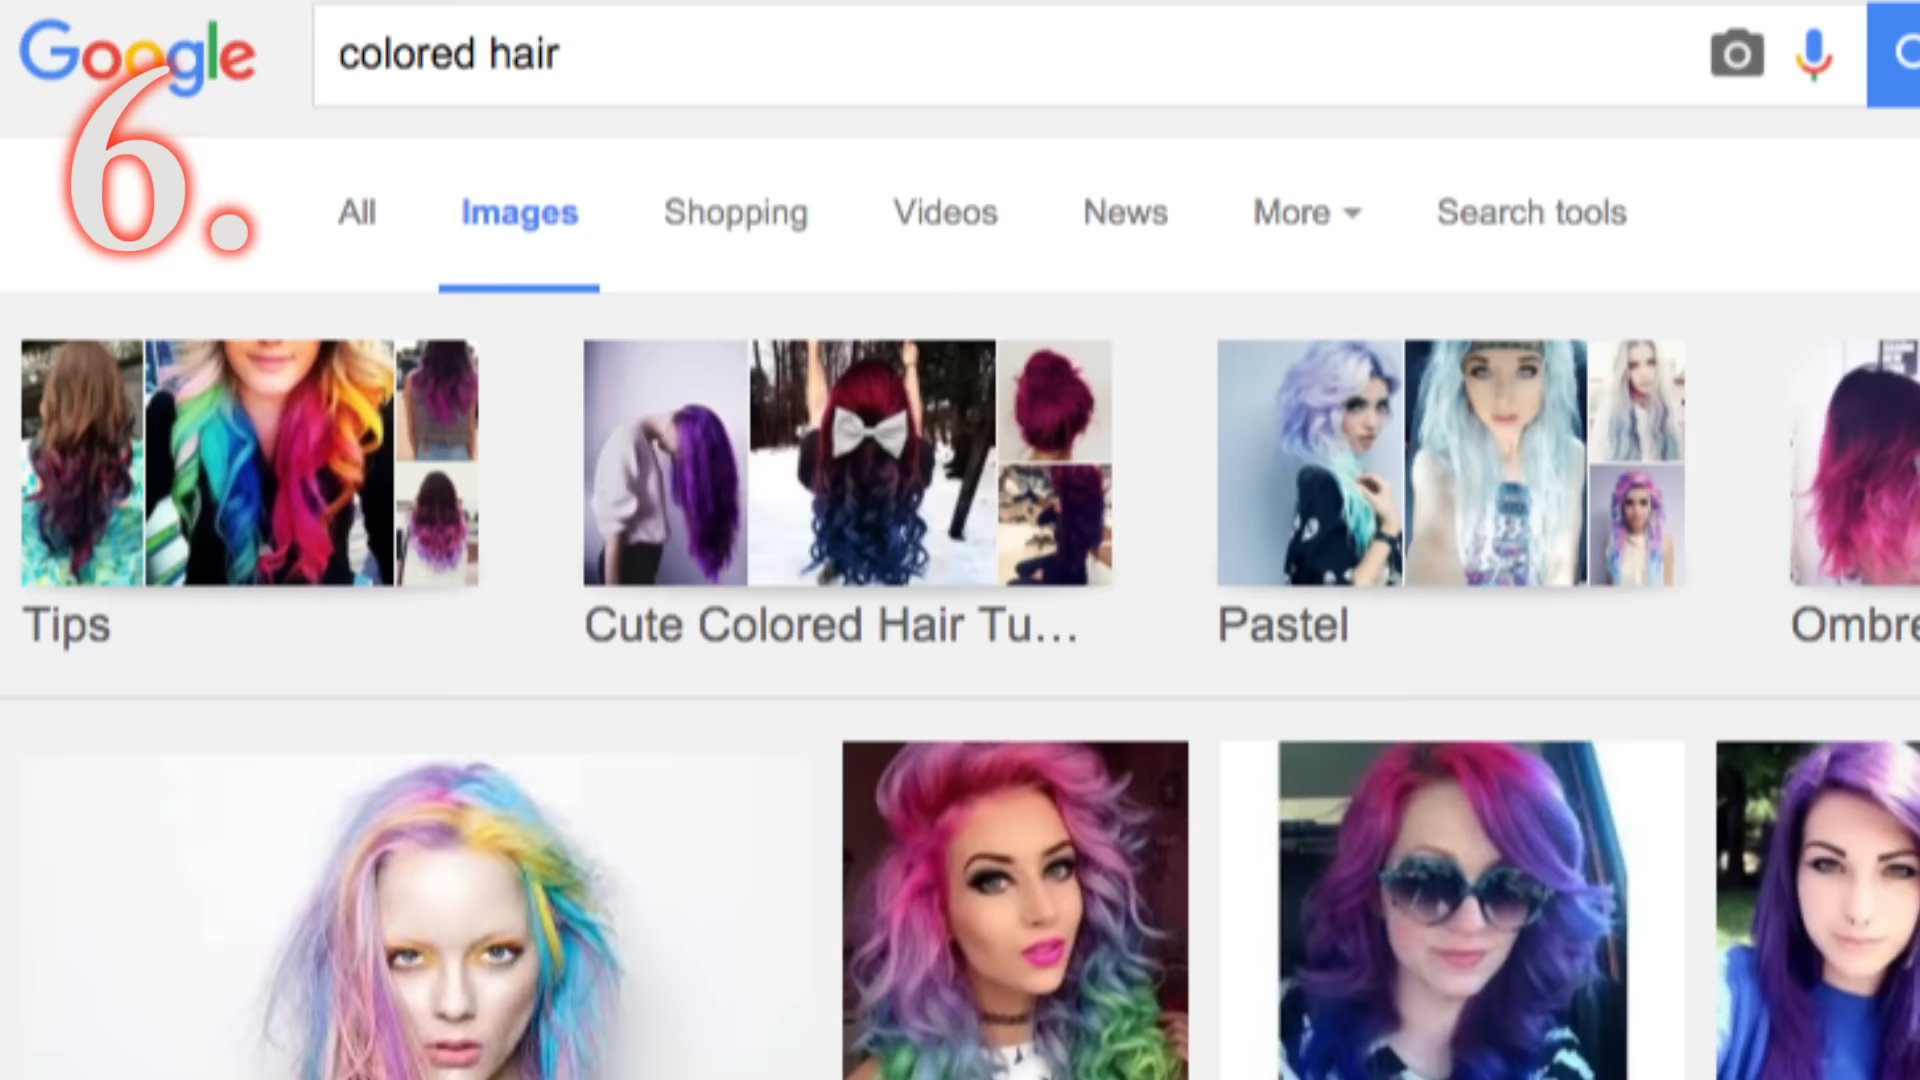 Google
colored hair
6.
All Images Shopping Videos News More Search tools
Tips
Cute Colored Hair Tu...
Pastel
Ombre